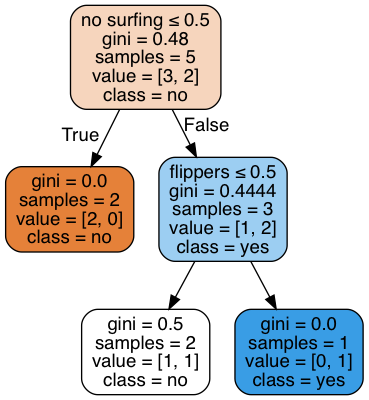 no surfing ≤ 0.5
gini = 0.48
samples = 5
value = [3, 2]
class = no
True
False
gini = 0.0
samples = 2
value = [2, 0]
class = no
flippers ≤ 0.5
gini = 0.4444
samples = 3
value = [1, 2]
class = yes
gini = 0.5
samples = 2
value = [1, 1]
class = no
gini = 0.0
samples = 1
value = [0, 1]
class = yes